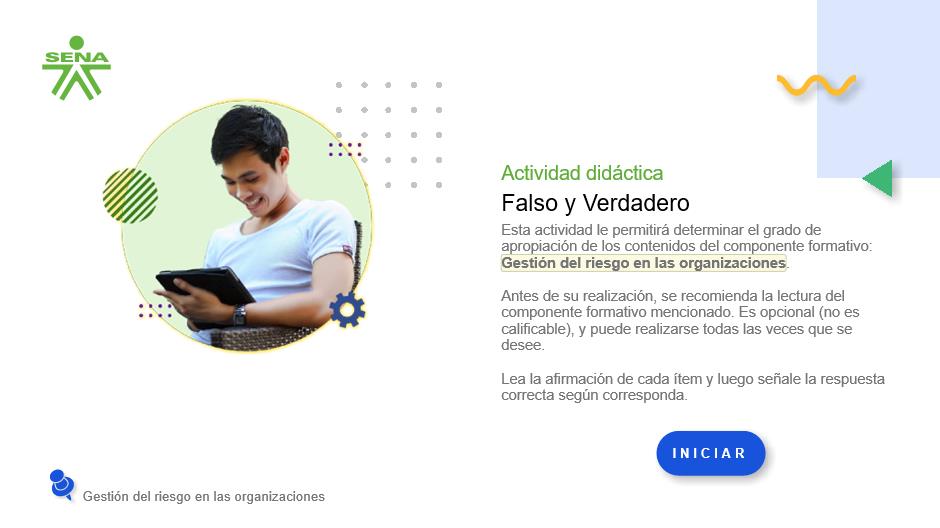 SENA
Actividad didáctica
Falso y Verdadero
Esta actividad le permitirá determinar el grado de
apropiación de los contenidos del componente formativo:
Gestión del riesgo en las organizaciones.
Antes de su realización, se recomienda la lectura del
componente formativo mencionado. Es opcional (no es
calificable), y puede realizarse todas las veces que se
desee.
Lea la afirmación de cada ítem y luego señale la respuesta
correcta según corresponda.
INICIAR
Gestión del riesgo en las organizaciones